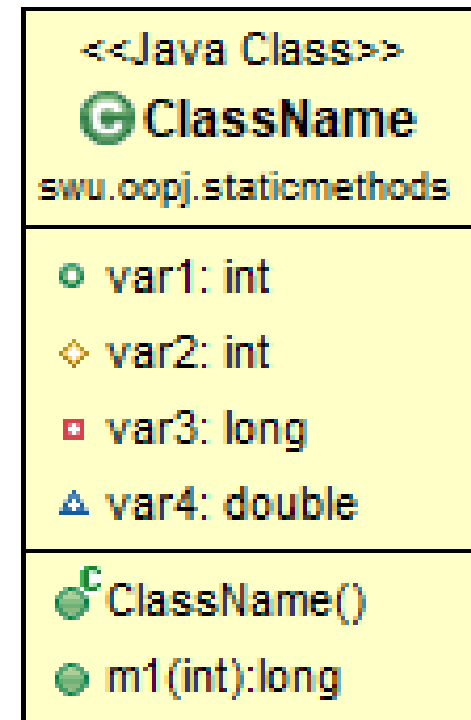 <<Java Class>>
C ClassName
swu.oopj.staticmethods
var1: int
var2: int
var3: long
var4: double
C ClassName()
m1(int):long